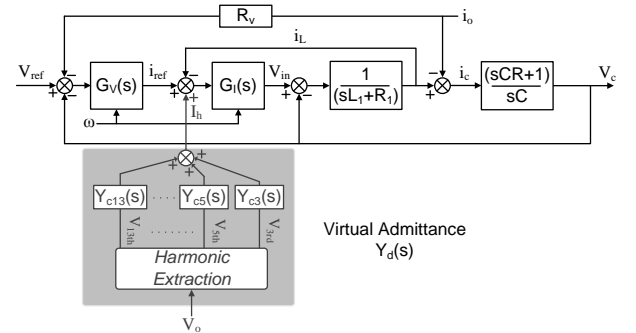 R_v
i_o
i_L
V_ref
G_V(s)
i_ref
G_I(s)
V_in
1
(sL_1+R_1)
i_c
(sCR+1)
sC
V_c
− − + − + + + − + − + −
I_h
ω
+ + +
Y_c13(s)
....
Y_c5(s)
Y_c3(s)
V_13th
.......
V_5th
V_3rd
Harmonic
Extraction
V_o
Virtual Admittance
Y_d(s)